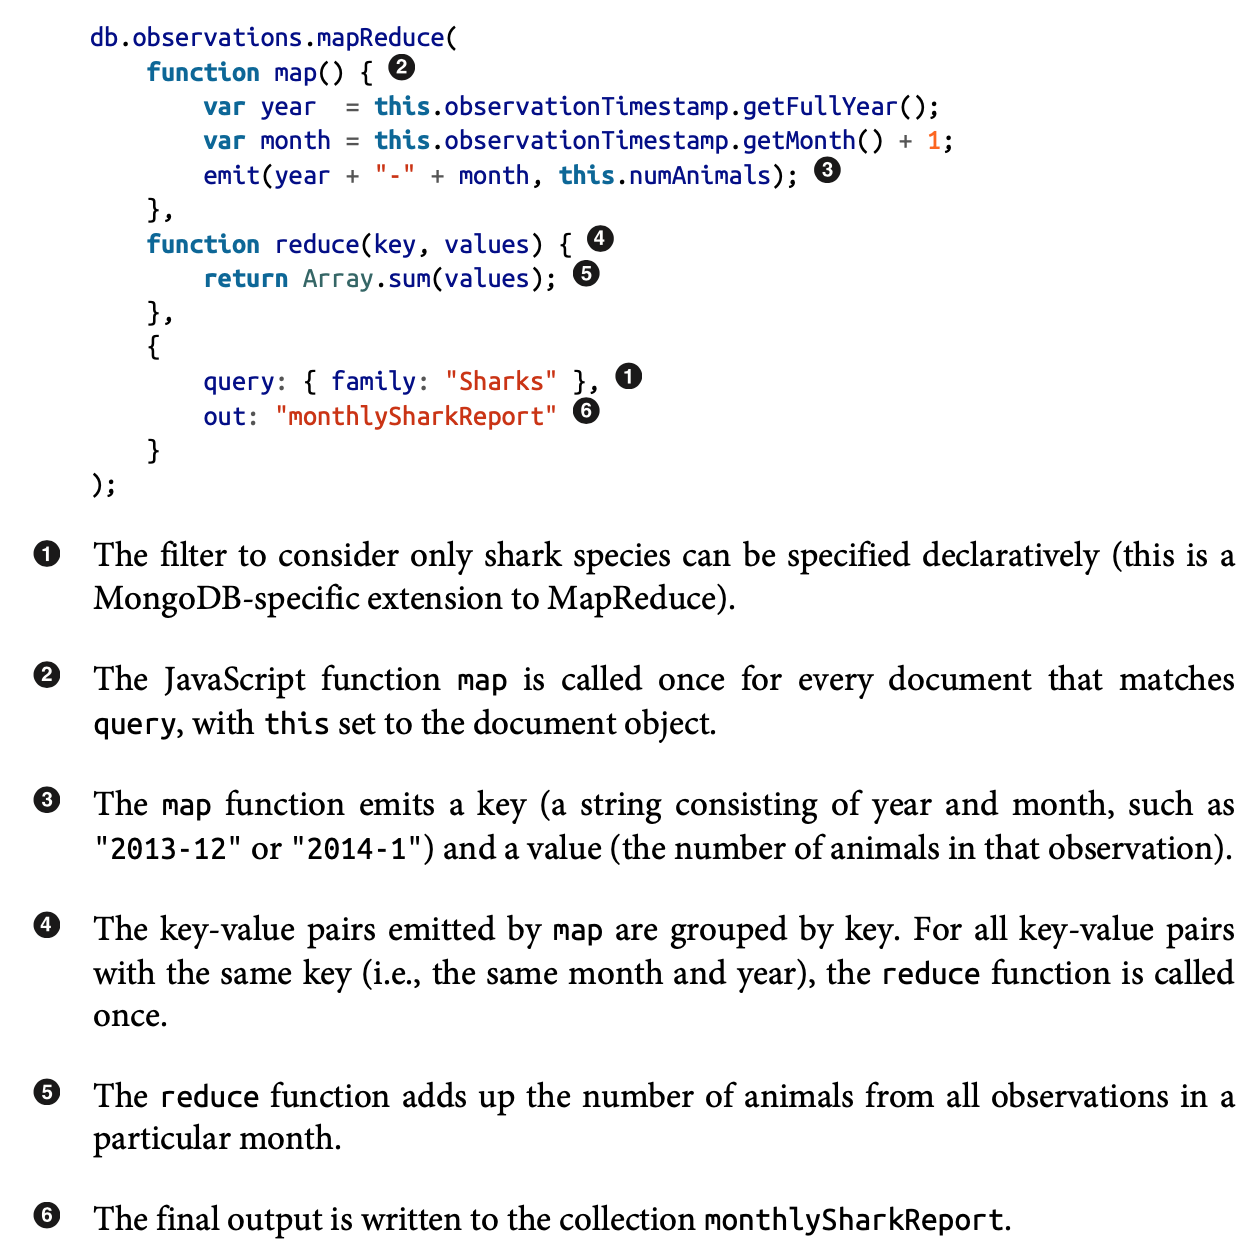 db.observations.mapReduce(
    function map() { ❷
        var year  = this.observationTimestamp.getFullYear();
        var month = this.observationTimestamp.getMonth() + 1;
        emit(year + "-" + month, this.numAnimals); ❸
    },
    function reduce(key, values) { ❹
        return Array.sum(values); ❺
    },
    {
        query: { family: "Sharks" }, ❶
        out: "monthlySharkReport" ❻
    }
);
❶ The filter to consider only shark species can be specified declaratively (this is a
MongoDB-specific extension to MapReduce).
❷ The JavaScript function map is called once for every document that matches
query, with this set to the document object.
❸ The map function emits a key (a string consisting of year and month, such as
"2013-12" or "2014-1") and a value (the number of animals in that observation).
❹ The key-value pairs emitted by map are grouped by key. For all key-value pairs
with the same key (i.e., the same month and year), the reduce function is called
once.
❺ The reduce function adds up the number of animals from all observations in a
particular month.
❻ The final output is written to the collection monthlySharkReport.